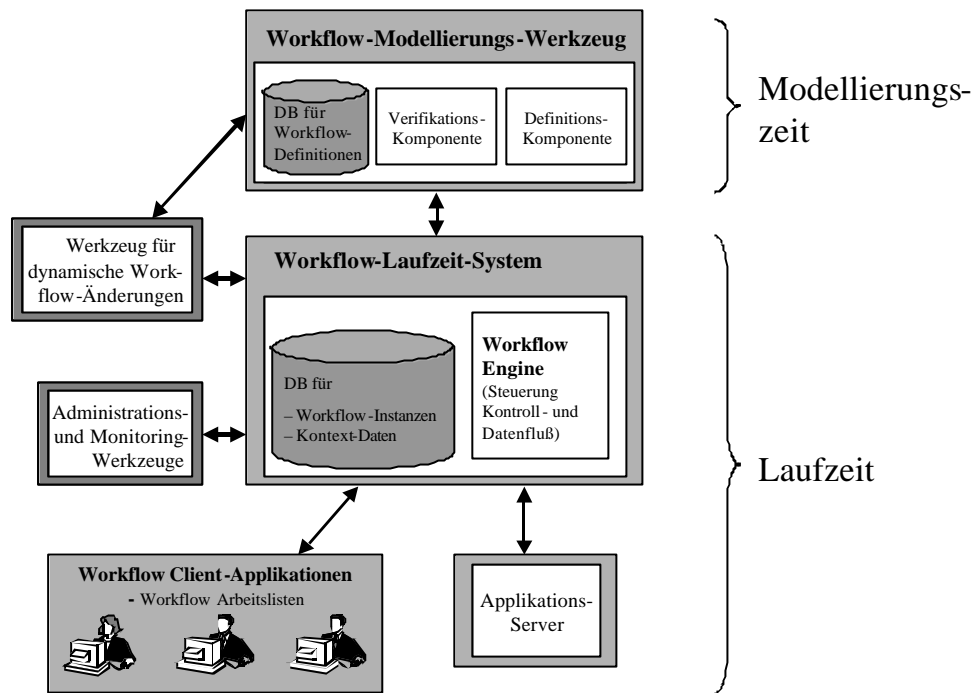 Workflow-Modellierungs-Werkzeug
DB für
Workflow-
Definitionen
Verifikations-
Komponente
Definitions-
Komponente
Modellierungs-
zeit
Werkzeug für
dynamische Work-
flow-Änderungen
Workflow-Laufzeit-System
DB für
– Workflow-Instanzen
– Kontext-Daten
Workflow
Engine
(Steuerung
Kontroll- und
Datenfluß)
Administrations-
und Monitoring-
Werkzeuge
Laufzeit
Workflow Client-Applikationen
- Workflow Arbeitslisten
Applikations-
Server